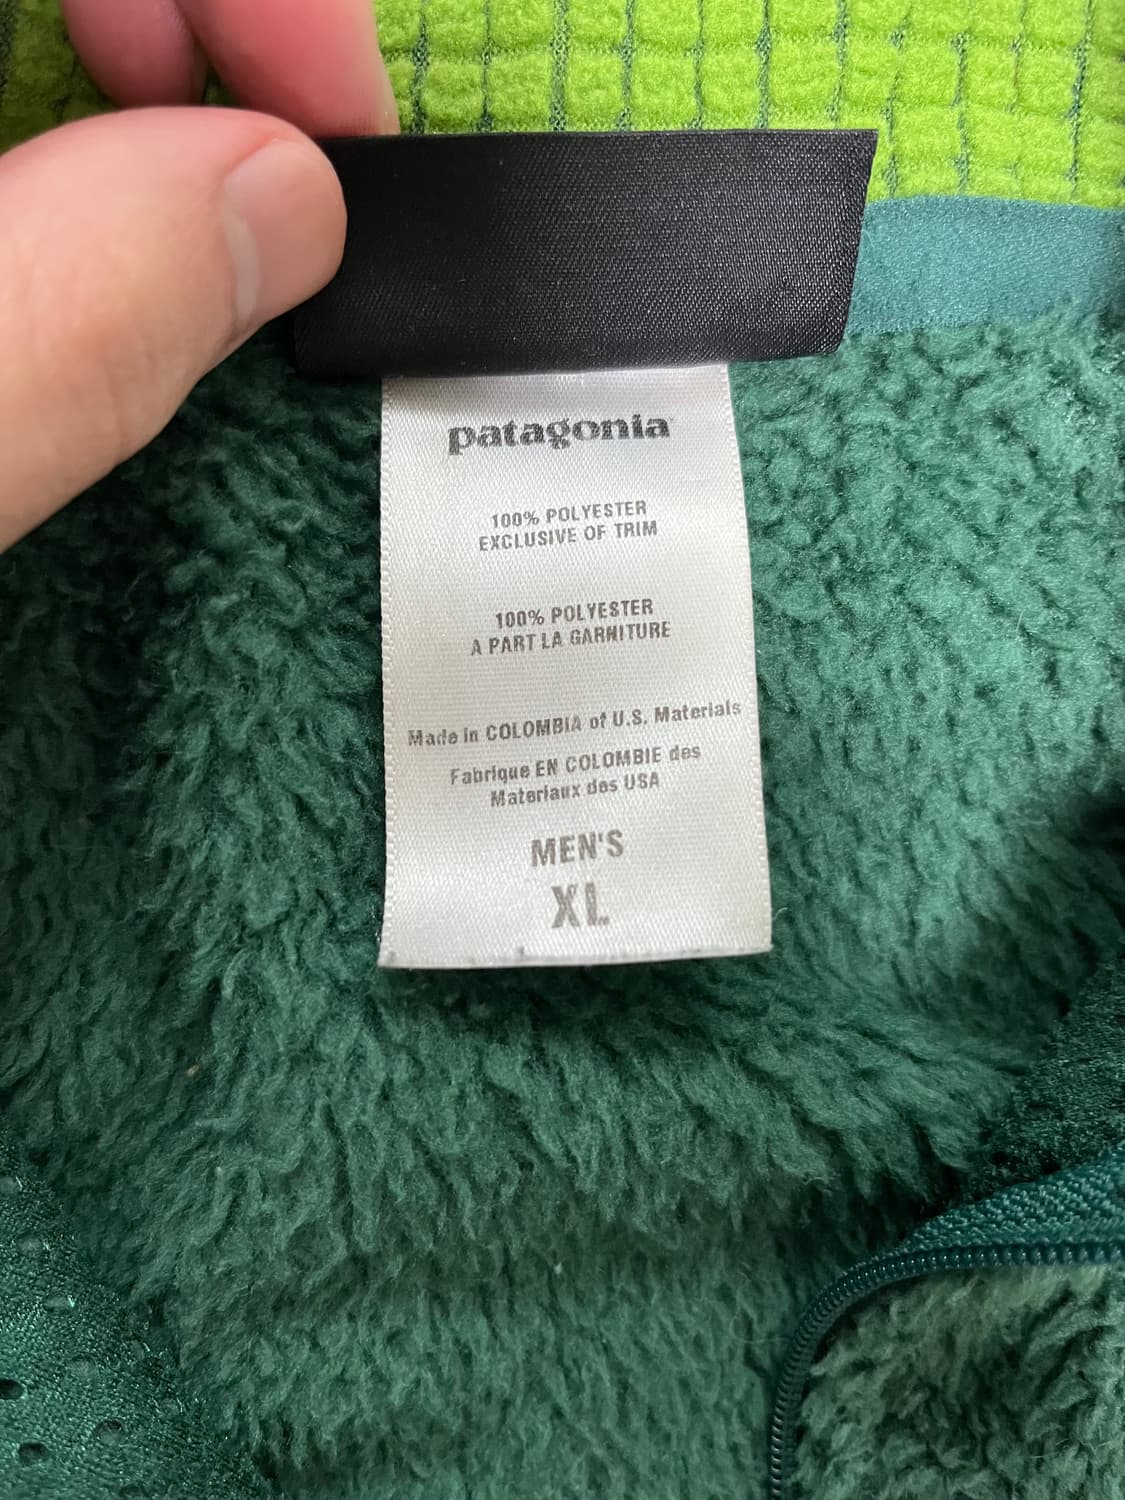 patagonia
100% POLYESTER
EXCLUSIVE OF TRIM
100% POLYESTER
A PART LA GARNITURE
Made in COLOMBIA of U.S. Materials
Fabrique EN COLOMBIE des
Materiaux des USA
MEN'S
XL